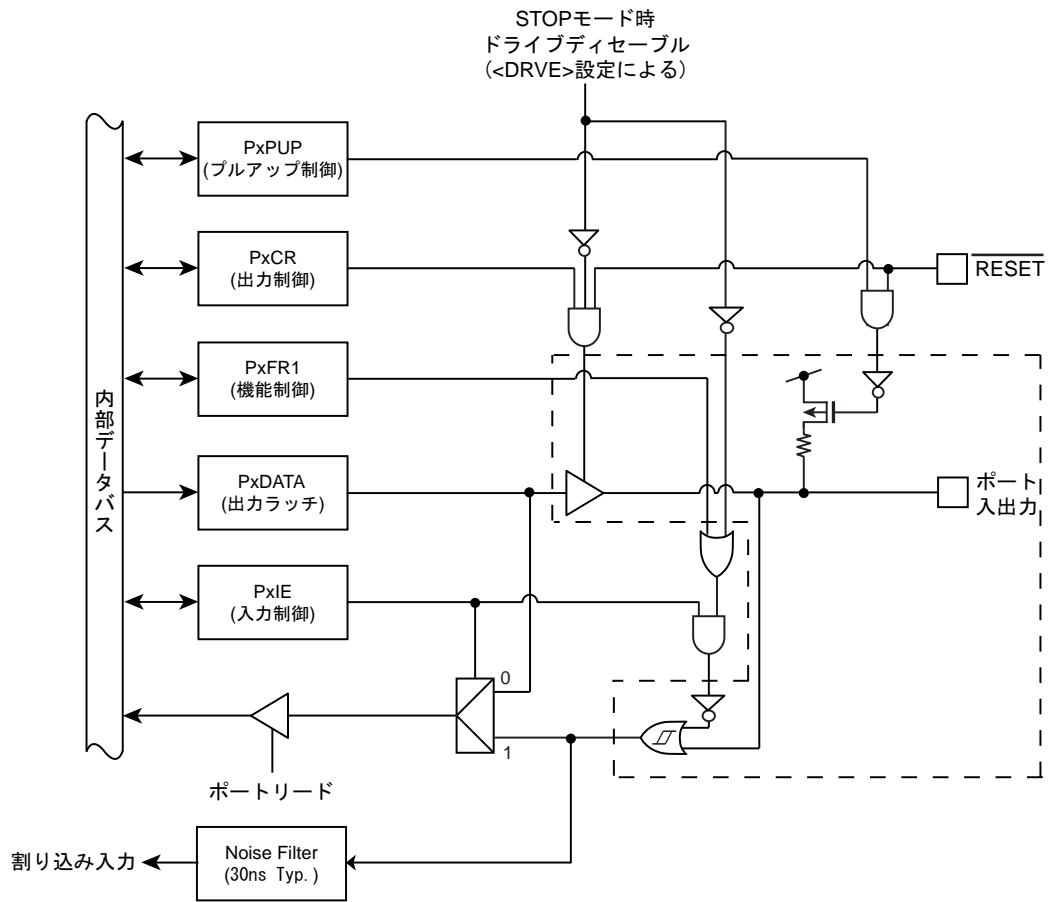 STOPモード時
ドライブディセーブル
(<DRVE>設定による)
PxPUP
(プルアップ制御)
PxCR
(出力制御)
RESET
PxFR1
(機能制御)
内部データバス
PxDATA
(出力ラッチ)
ポート
入出力
PxIE
(入力制御)
0
1
ポートリード
割り込み入力
Noise Filter
(30ns Typ.)